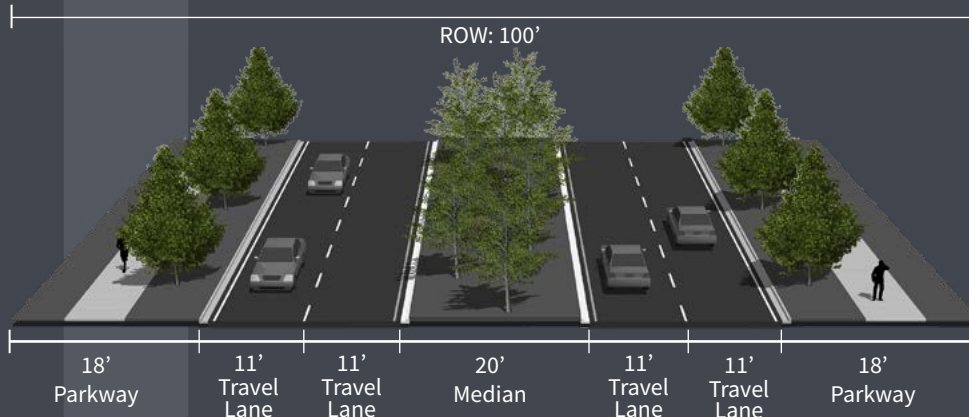 ROW: 100’
18’
Parkway
11’
Travel
Lane
11’
Travel
Lane
20’
Median
11’
Travel
Lane
11’
Travel
Lane
18’
Parkway